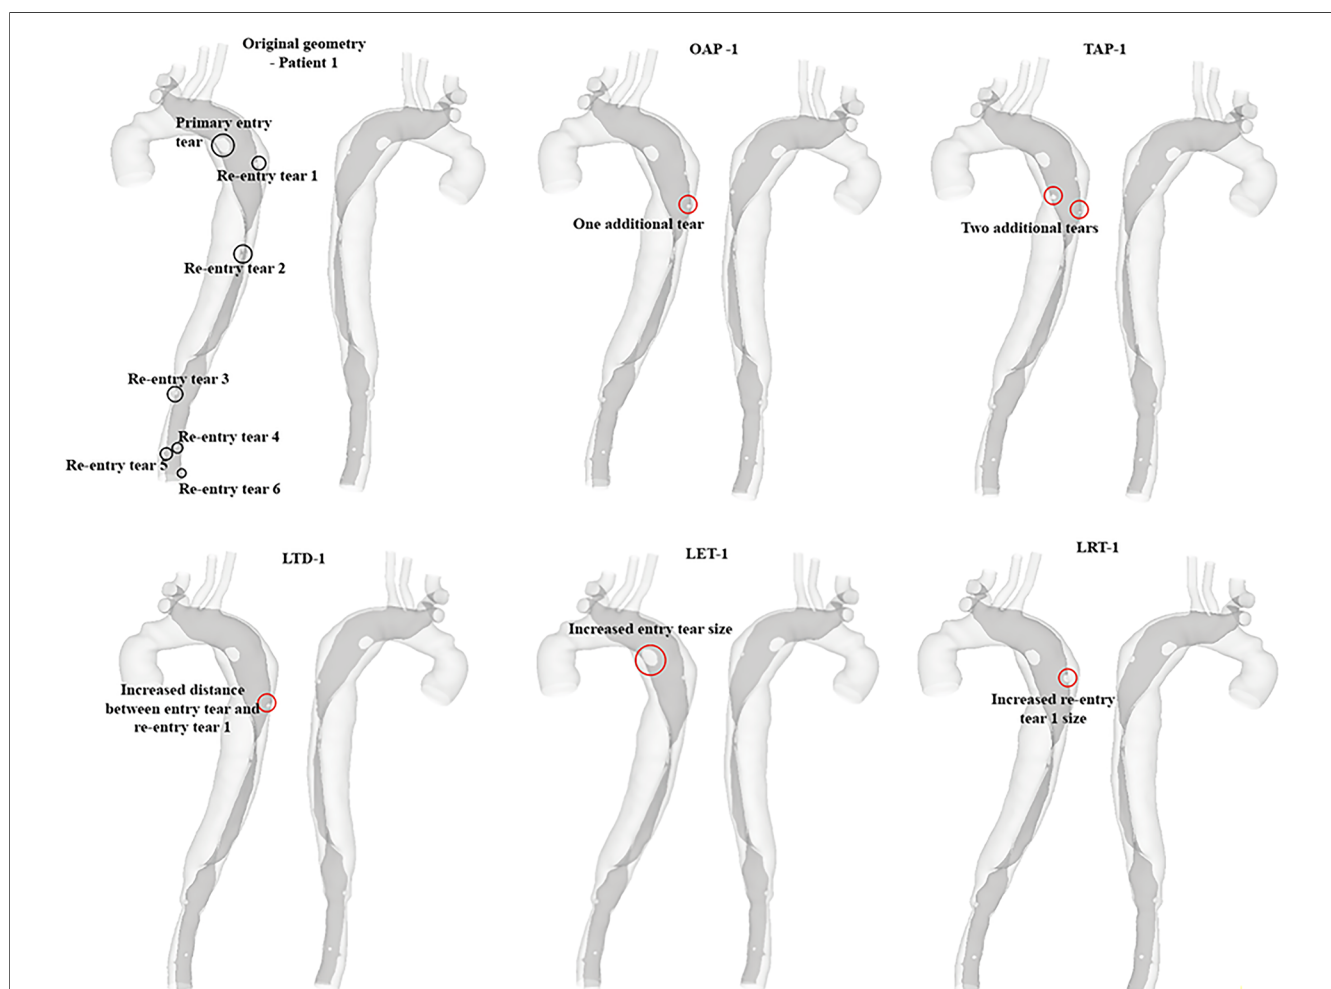 Original geometry
- Patient 1
Primary entry
tear
Re-entry tear 1
Re-entry tear 2
Re-entry tear 3
Re-entry tear 4
Re-entry tear 5
Re-entry tear 6
OAP -1
One additional tear
TAP-1
Two additional tears
LTD-1
Increased distance
between entry tear and
re-entry tear 1
LET-1
Increased entry tear size
LRT-1
Increased re-entry
tear 1 size